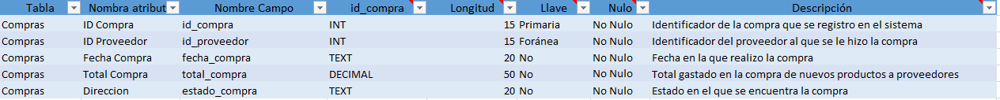 Tabla Nombra atribut Nombre Campo id_compra Longitud Llave Nulo Descripción
Compras ID Compra id_compra INT 15 Primaria No Nulo Identificador de la compra que se registro en el sistema
Compras ID Proveedor id_proveedor INT 15 Foránea No Nulo Identificador del proveedor al que se le hizo la compra
Compras Fecha Compra fecha_compra TEXT 20 No No Nulo Fecha en la que realizo la compra
Compras Total Compra total_compra DECIMAL 50 No No Nulo Total gastado en la compra de nuevos productos a proveedores
Compras Direccion estado_compra TEXT 20 No No Nulo Estado en el que se encuentra la compra